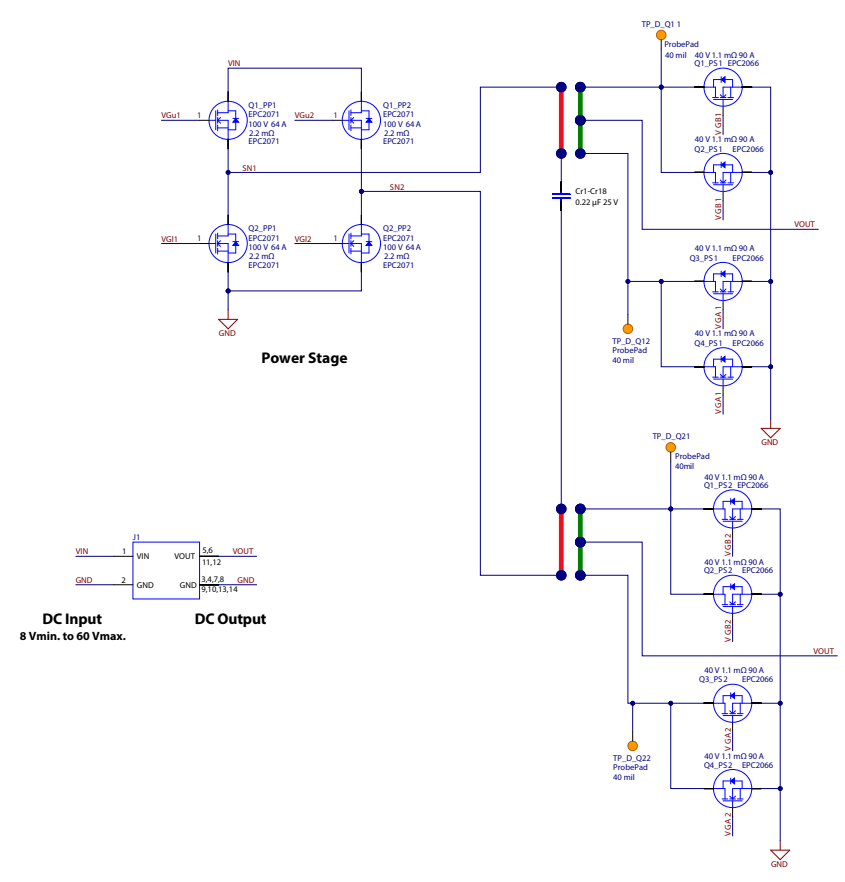 TP_D_Q1 1
ProbePad
40 mil
40 V 1.1 mΩ 90 A
Q1_PS1 EPC2066
VGB1
VIN
Q1_PP1
EPC2071
100 V 64 A
2.2 mΩ
EPC2071
VGu1 1
Q1_PP2
EPC2071
100 V 64 A
2.2 mΩ
EPC2071
VGu2 1
40 V 1.1 mΩ 90 A
Q2_PS1 EPC2066
VGB1
SN1
SN2
Cr1-Cr18
0.22 µF 25 V
VOUT
Q2_PP1
EPC2071
100 V 64 A
2.2 mΩ
EPC2071
VGl1 1
Q2_PP2
EPC2071
100 V 64 A
2.2 mΩ
EPC2071
VGl2 1
40 V 1.1 mΩ 90 A
Q3_PS1 EPC2066
VGA1
GND
Power Stage
TP_D_Q12
ProbePad
40 mil
40 V 1.1 mΩ 90 A
Q4_PS1 EPC2066
VGA1
GND
TP_D_Q21
ProbePad
40mil
40 V 1.1 mΩ 90 A
Q1_PS2 EPC2066
VGB2
40 V 1.1 mΩ 90 A
Q2_PS2 EPC2066
VGB2
VOUT
J1
VIN 1 VIN VOUT 5,6 VOUT
11,12
GND 2 GND GND 3,4,7,8 GND
9,10,13,14
DC Input
8 Vmin. to 60 Vmax.
DC Output
40 V 1.1 mΩ 90 A
Q3_PS2 EPC2066
VGA2
TP_D_Q22
ProbePad
40 mil
40 V 1.1 mΩ 90 A
Q4_PS2 EPC2066
VGA2
GND